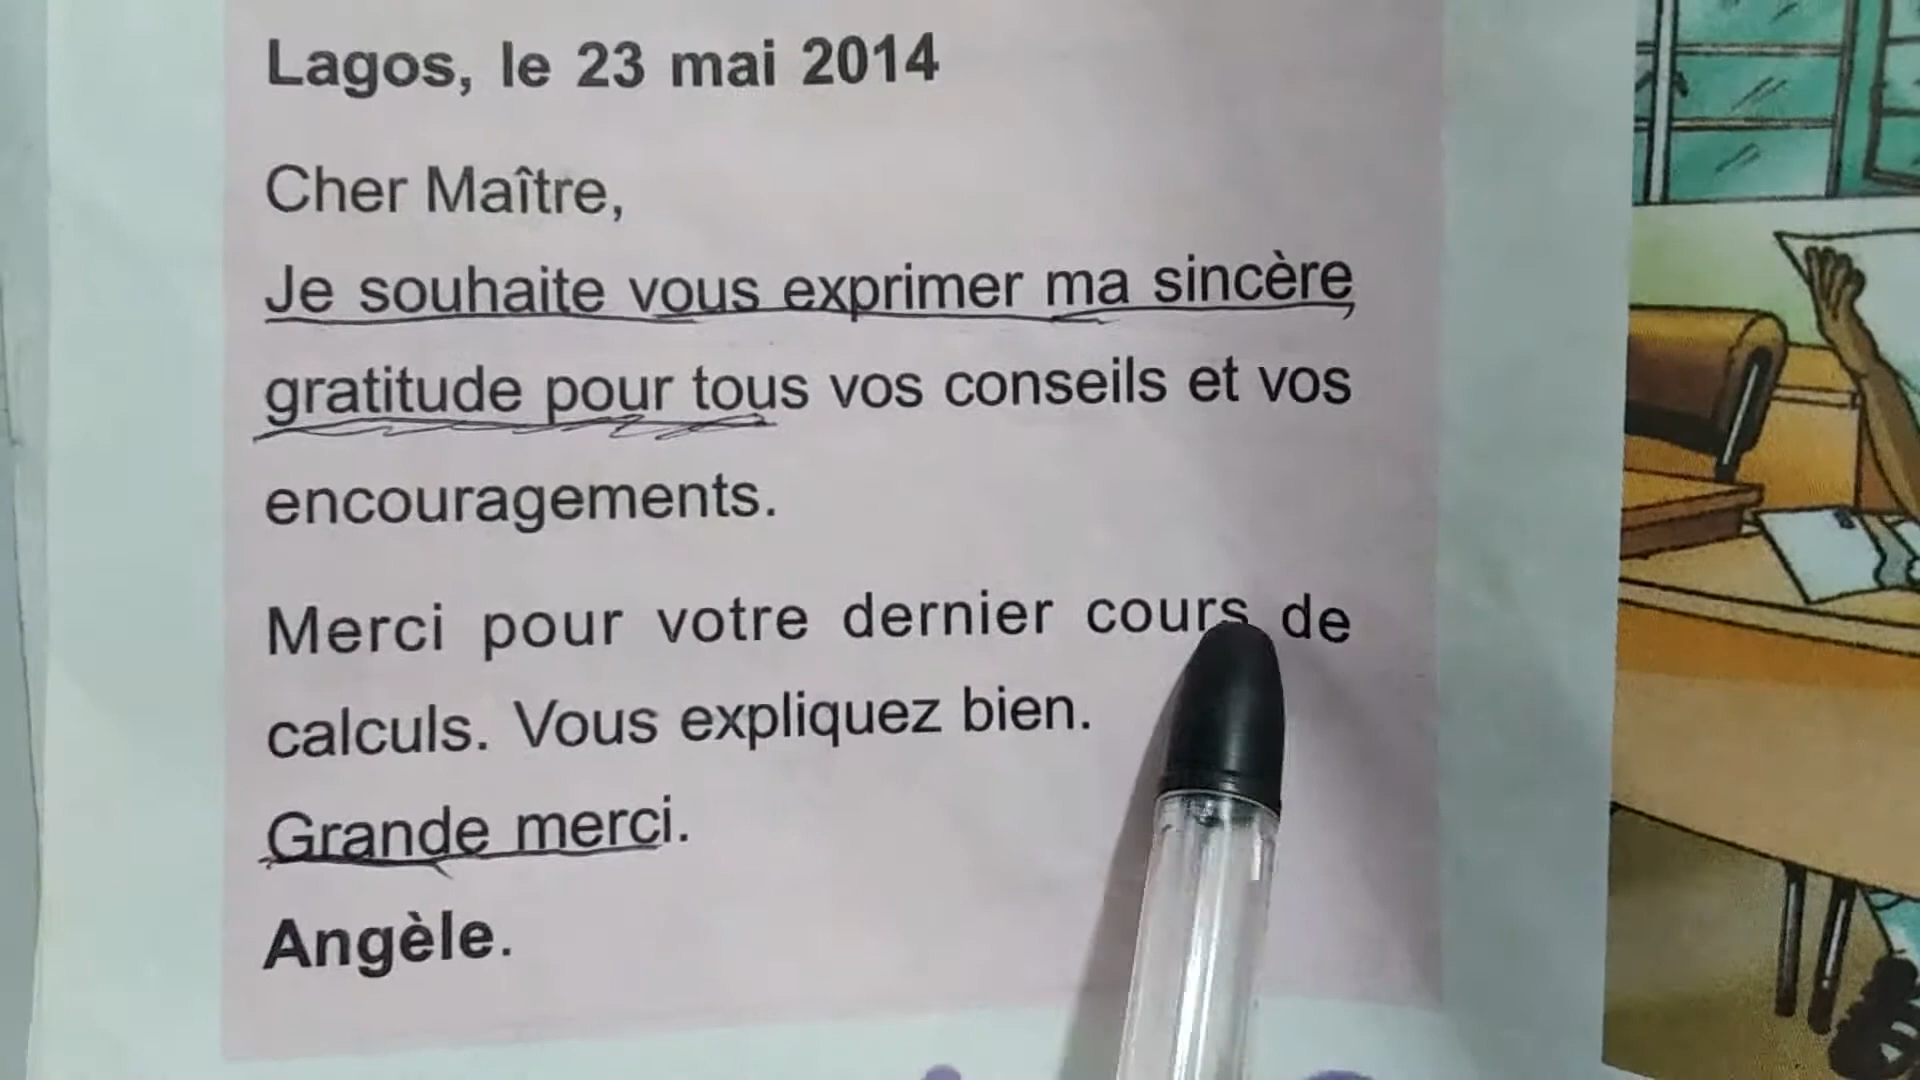 Lagos, le 23 mai 2014
Cher Maître,
Je souhaite vous exprimer ma sincère
gratitude pour tous vos conseils et vos
encouragements.
Merci pour votre dernier cours de
calculs. Vous expliquez bien.
Grande merci.
Angèle.